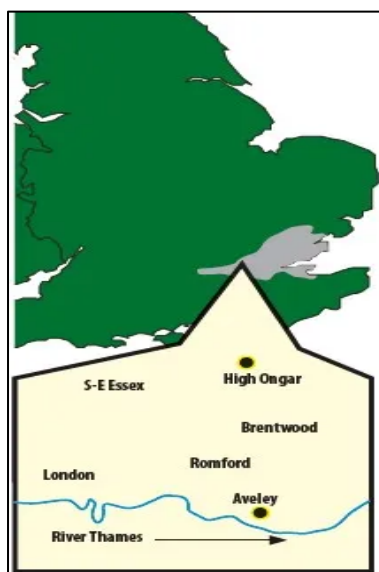 S-E Essex
High Ongar
Brentwood
Romford
London
Aveley
River Thames